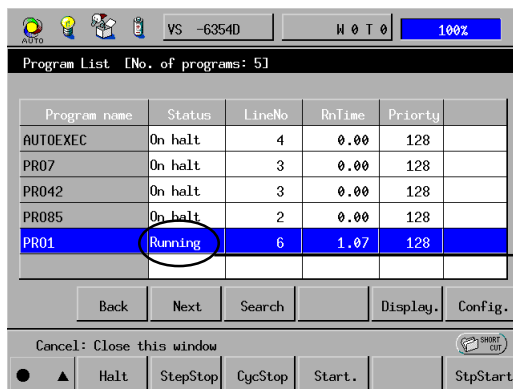 AUTO VS -6354D W 0 T 0 100%
Program List [No. of programs: 5]
Program name Status LineNo RnTime Priorty
AUTOEXEC On halt 4 0.00 128
PRO7 On halt 3 0.00 128
PRO42 On halt 3 0.00 128
PRO85 On halt 2 0.00 128
PRO1 Running 6 1.07 128
Back Next Search Display. Config.
Cancel: Close this window SHORT CUT
Halt StepStop CycStop Start. StpStart